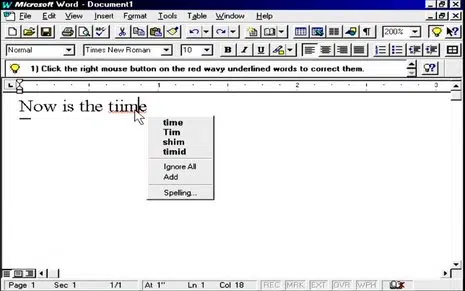 Microsoft Word - Document1
File Edit View Insert Format Tools Table Window Help
200%
Normal Times New Roman 10 B I U
1) Click the right mouse button on the red wavy underlined words to correct them.
1 2 3
Now is the tiime
time
Tim
shim
timid
Ignore All
Add
Spelling...
Page 1 Sec 1 1/1 At 1" Ln 1 Col 18 REC MRK EXT OVR WPH